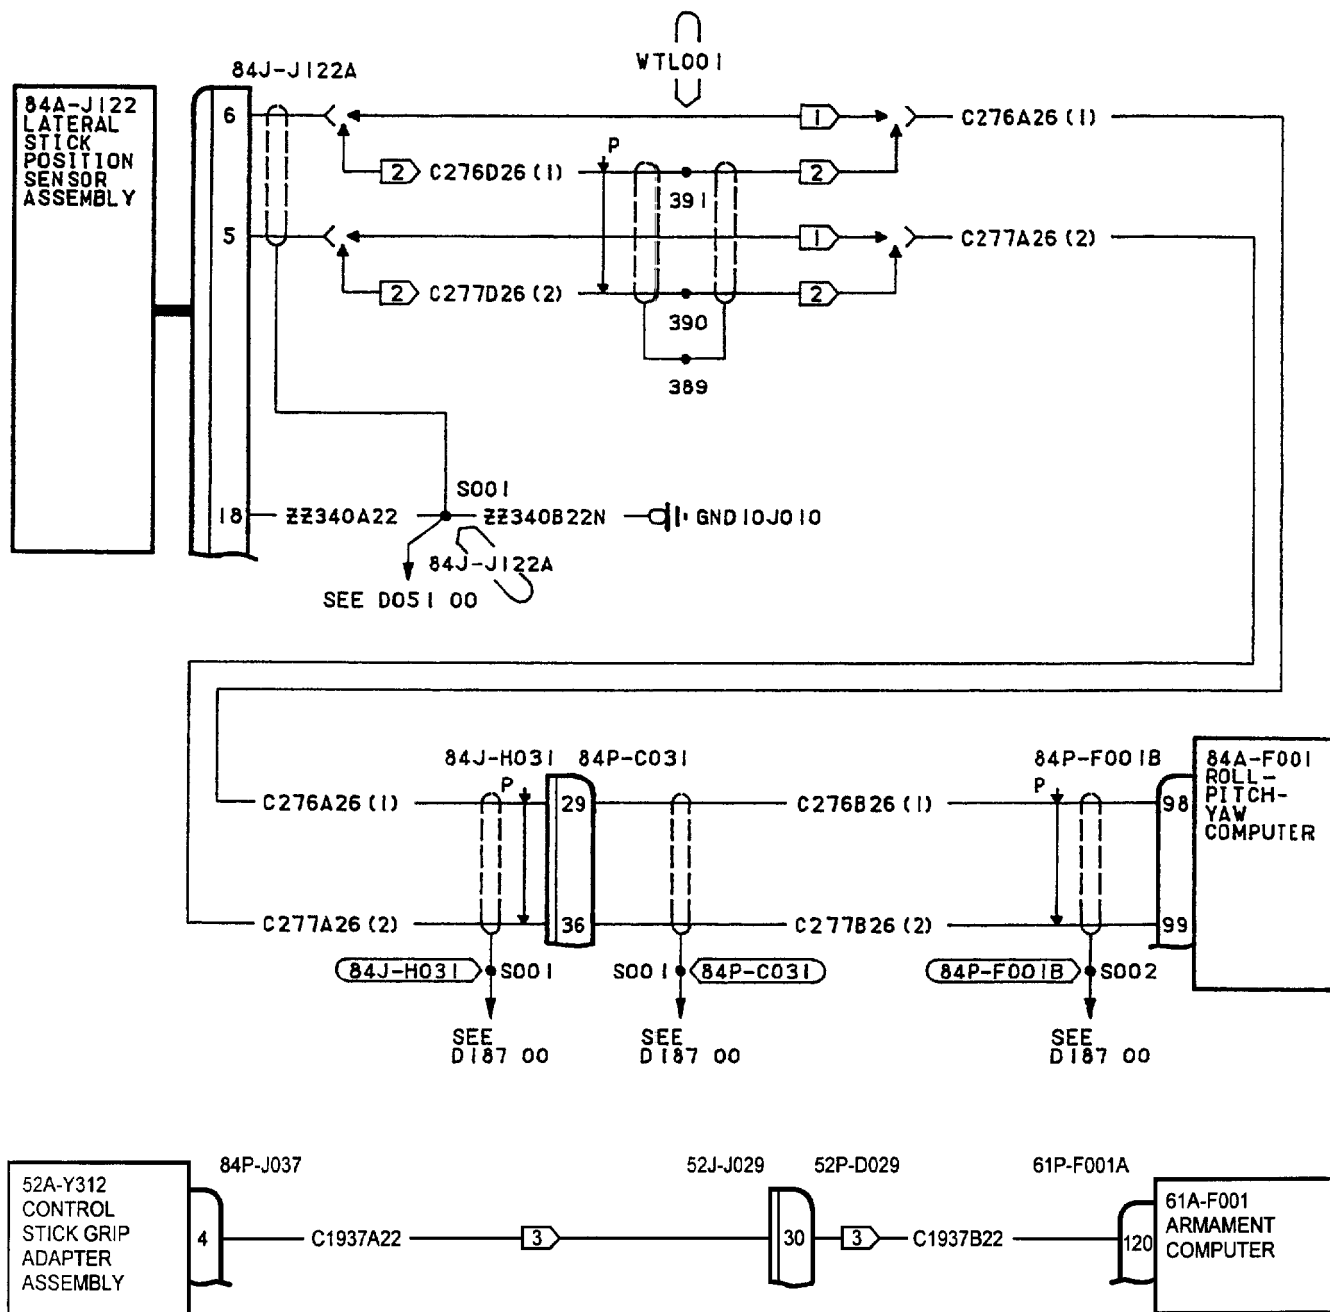 WTL001
84J-J122A
84A-J122
LATERAL
STICK
POSITION
SENSOR
ASSEMBLY
6
1
C276A26 (1)
P
2
C276D26 (1)
2
391
5
1
C277A26 (2)
2
C277D26 (2)
2
390
389
S001
18
ZZ340A22
ZZ340B22N
GND10J010
84J-J122A
SEE D051 00
84J-H031
84P-C031
84P-F001B
84A-F001
ROLL-
PITCH-
YAW
COMPUTER
P
P
C276A26 (1)
29
C276B26 (1)
98
C277A26 (2)
36
C277B26 (2)
99
84J-H031
S001
S001
84P-C031
84P-F001B
S002
SEE
D187 00
SEE
D187 00
SEE
D187 00
84P-J037
52J-J029
52P-D029
61P-F001A
52A-Y312
CONTROL
STICK GRIP
ADAPTER
ASSEMBLY
61A-F001
ARMAMENT
COMPUTER
4
C1937A22
3
30
3
C1937B22
120